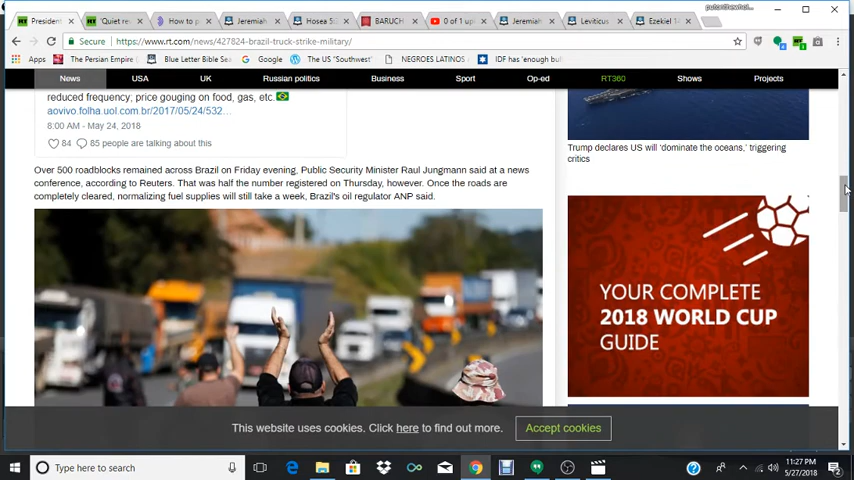 putonthewhol...
President
'Quiet re:
How to p
Jeremiah
Hosea 5:
BARUCH
0 of 1 up
Jeremiah
Leviticus
Ezekiel 1
Secure
https://www.rt.com/news/427824-brazil-truck-strike-military/
Apps
The Persian Empire
Blue Letter Bible Se
Google
The US "Southwest"
NEGROES LATINOS
IDF has 'enough bul
News
USA
UK
Russian politics
Business
Sport
Op-ed
RT360
Shows
Projects
reduced frequency; price gouging on food, gas, etc.
aovivo.folha.uol.com.br/2017/05/24/532...
8:00 AM - May 24, 2018
84
85 people are talking about this
Over 500 roadblocks remained across Brazil on Friday evening, Public Security Minister Raul Jungmann said at a news
conference, according to Reuters. That was half the number registered on Thursday, however. Once the roads are
completely cleared, normalizing fuel supplies will still take a week, Brazil's oil regulator ANP said.
Trump declares US will 'dominate the oceans,' triggering
critics
YOUR COMPLETE
2018 WORLD CUP
GUIDE
This website uses cookies. Click here to find out more.
Accept cookies
Type here to search
11:27 PM
5/27/2018